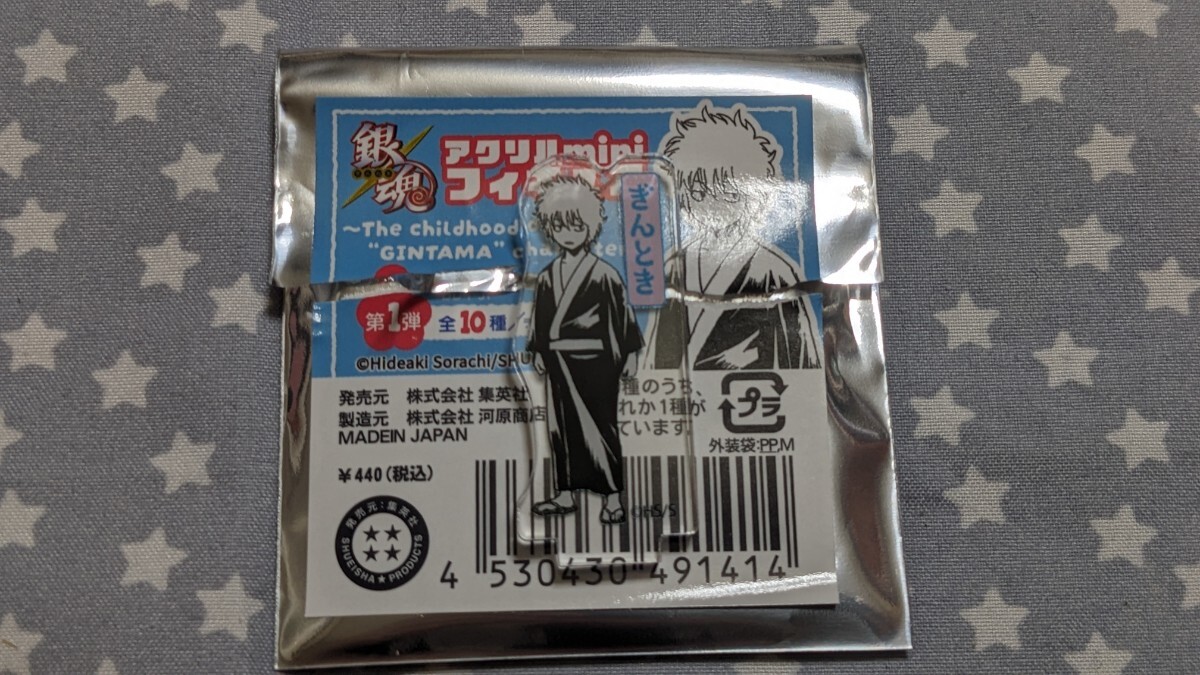 銀魂
アクリルmini
フィ
ぎんとき
~The childhood
"GINTAMA" cha
第1弾 全10種
©Hideaki Sorachi/SHU
発売元 株式会社 集英社
製造元 株式会社 河原商店
MADEIN JAPAN
種のうち、
れか1種が
ています。
プラ
外装袋:PP,M
¥440(税込)
発売元:集英社
SHUEISHA★PRODUCTS
©HS/S
4 530430 491414